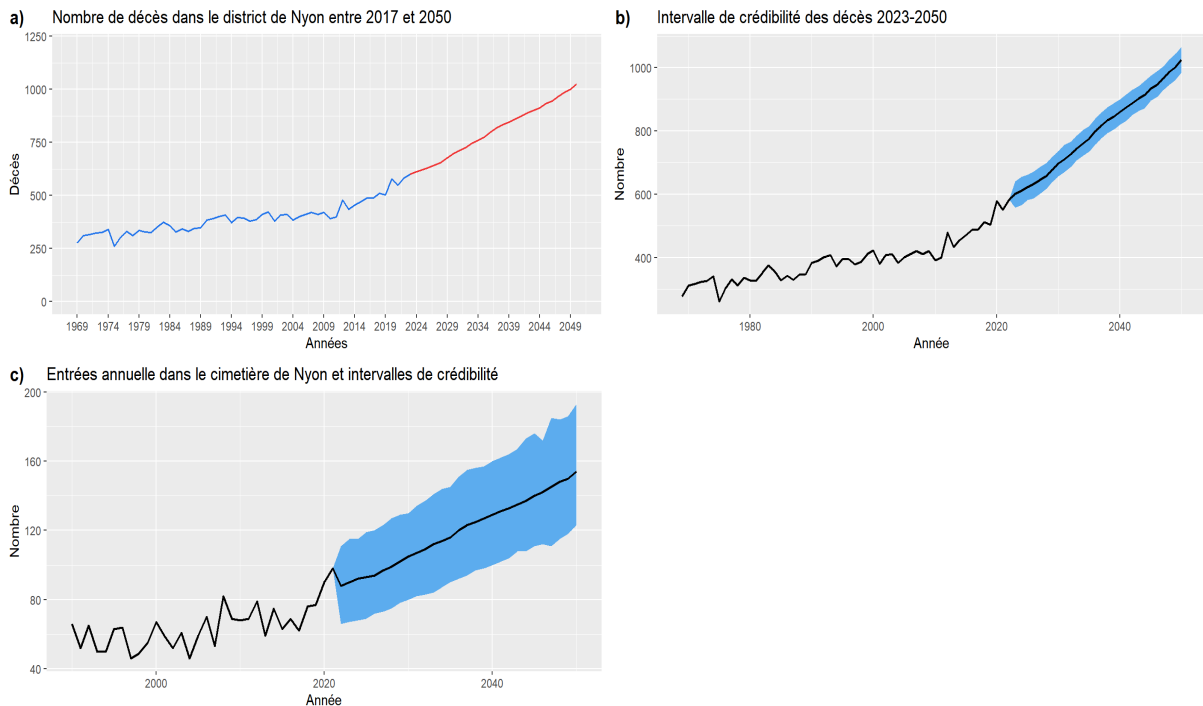 a) Nombre de décès dans le district de Nyon entre 2017 et 2050
1250
1000
750
500
250
0
Décès
1969 1974 1979 1984 1989 1994 1999 2004 2009 2014 2019 2024 2029 2034 2039 2044 2049
Années
b) Intervalle de crédibilité des décès 2023-2050
1000
800
600
400
Nombre
1980 2000 2020 2040
Année
c) Entrées annuelle dans le cimetière de Nyon et intervalles de crédibilité
200
160
120
80
40
Nombre
2000 2020 2040
Année